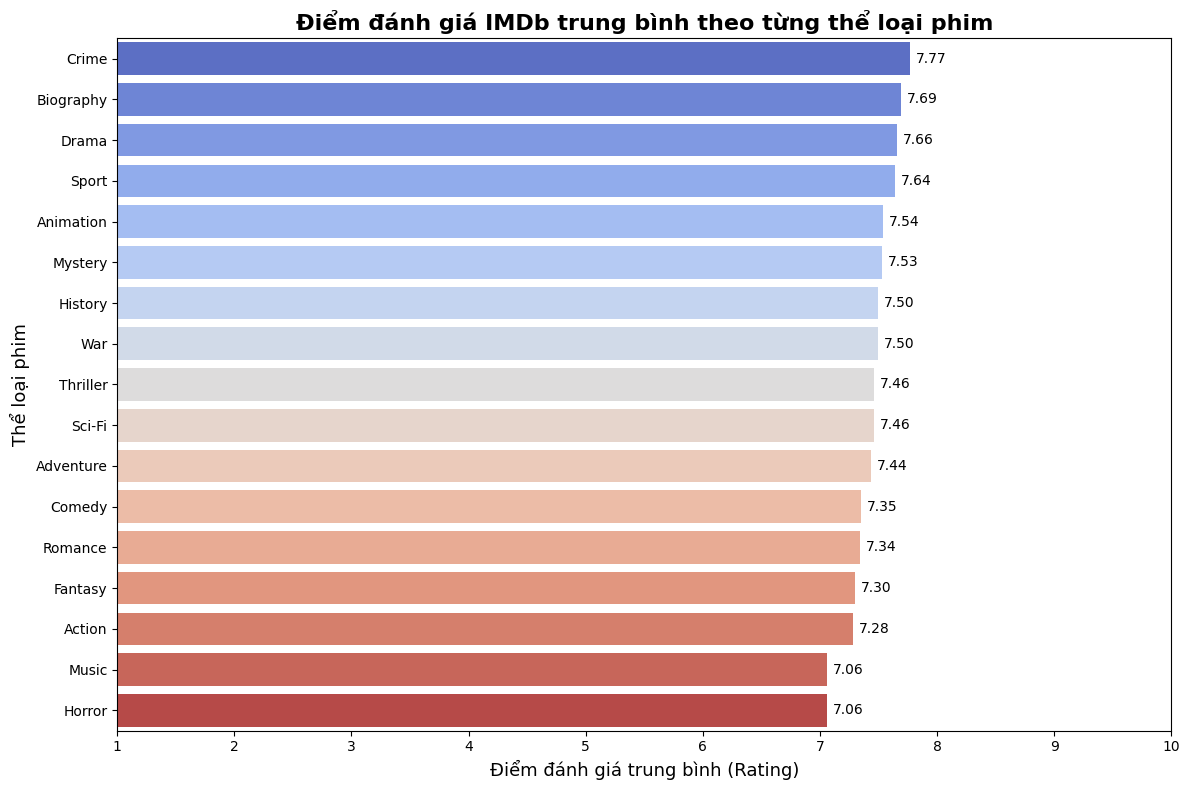 Điểm đánh giá IMDb trung bình theo từng thể loại phim
Thể loại phim
Crime 7.77
Biography 7.69
Drama 7.66
Sport 7.64
Animation 7.54
Mystery 7.53
History 7.50
War 7.50
Thriller 7.46
Sci-Fi 7.46
Adventure 7.44
Comedy 7.35
Romance 7.34
Fantasy 7.30
Action 7.28
Music 7.06
Horror 7.06
1 2 3 4 5 6 7 8 9 10
Điểm đánh giá trung bình (Rating)